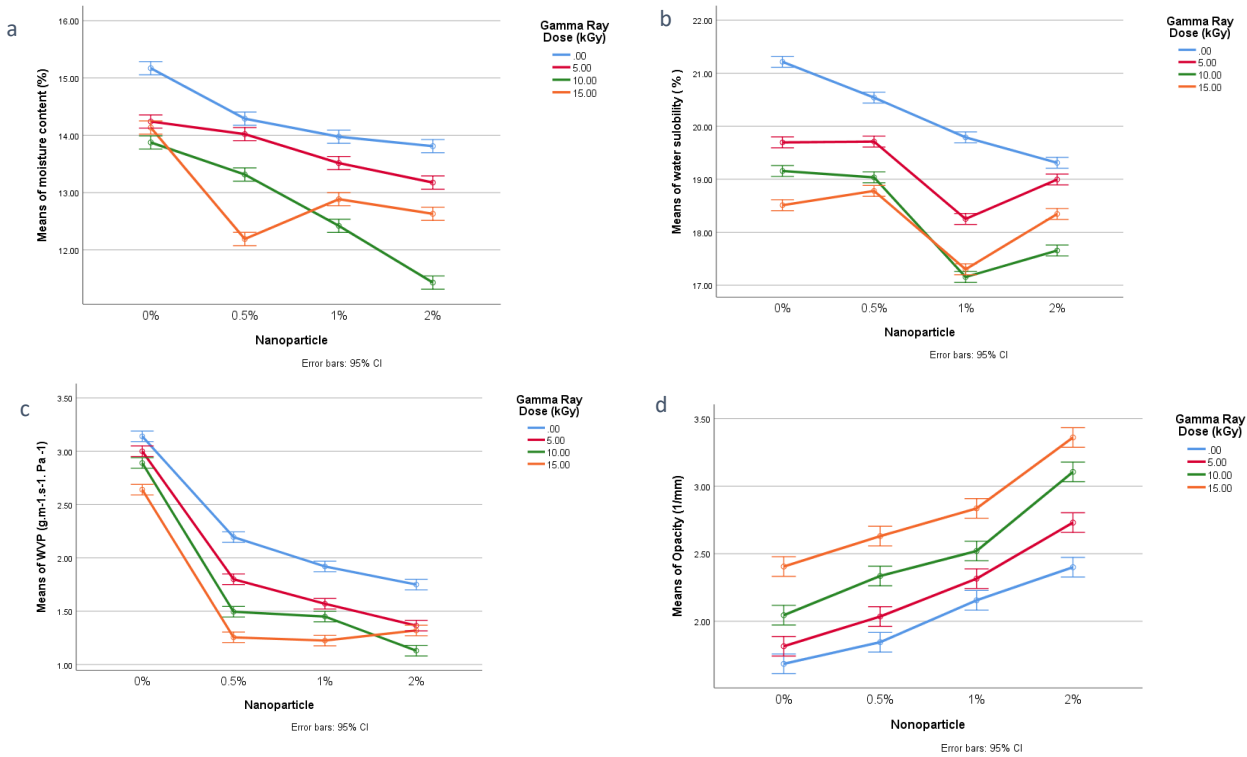 a
Means of moisture content (%)
16.00
15.00
14.00
13.00
12.00
0%
0.5%
1%
2%
Nanoparticle
Error bars: 95% CI
Gamma Ray
Dose (kGy)
.00
5.00
10.00
15.00
b
Means of water sulobility ( % )
22.00
21.00
20.00
19.00
18.00
17.00
0%
0.5%
1%
2%
Nanoparticle
Error bars: 95% CI
Gamma Ray
Dose (kGy)
.00
5.00
10.00
15.00
c
Means of WVP (g.m-1.s-1. Pa -1)
3.50
3.00
2.50
2.00
1.50
1.00
0%
0.5%
1%
2%
Nanoparticle
Error bars: 95% CI
Gamma Ray
Dose (kGy)
.00
5.00
10.00
15.00
d
Means of Opacity (1/mm)
3.50
3.00
2.50
2.00
0%
0.5%
1%
2%
Nonoparticle
Error bars: 95% CI
Gamma Ray
Dose (kGy)
.00
5.00
10.00
15.00